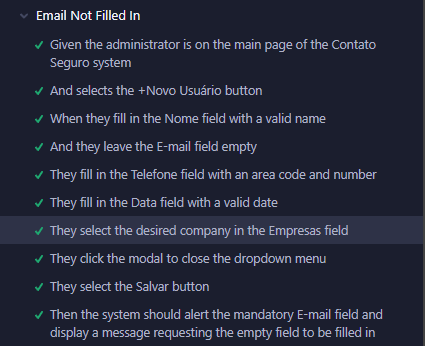 Email Not Filled In
Given the administrator is on the main page of the Contato
Seguro system
And selects the +Novo Usuário button
When they fill in the Nome field with a valid name
And they leave the E-mail field empty
They fill in the Telefone field with an area code and number
They fill in the Data field with a valid date
They select the desired company in the Empresas field
They click the modal to close the dropdown menu
They select the Salvar button
Then the system should alert the mandatory E-mail field and
display a message requesting the empty field to be filled in